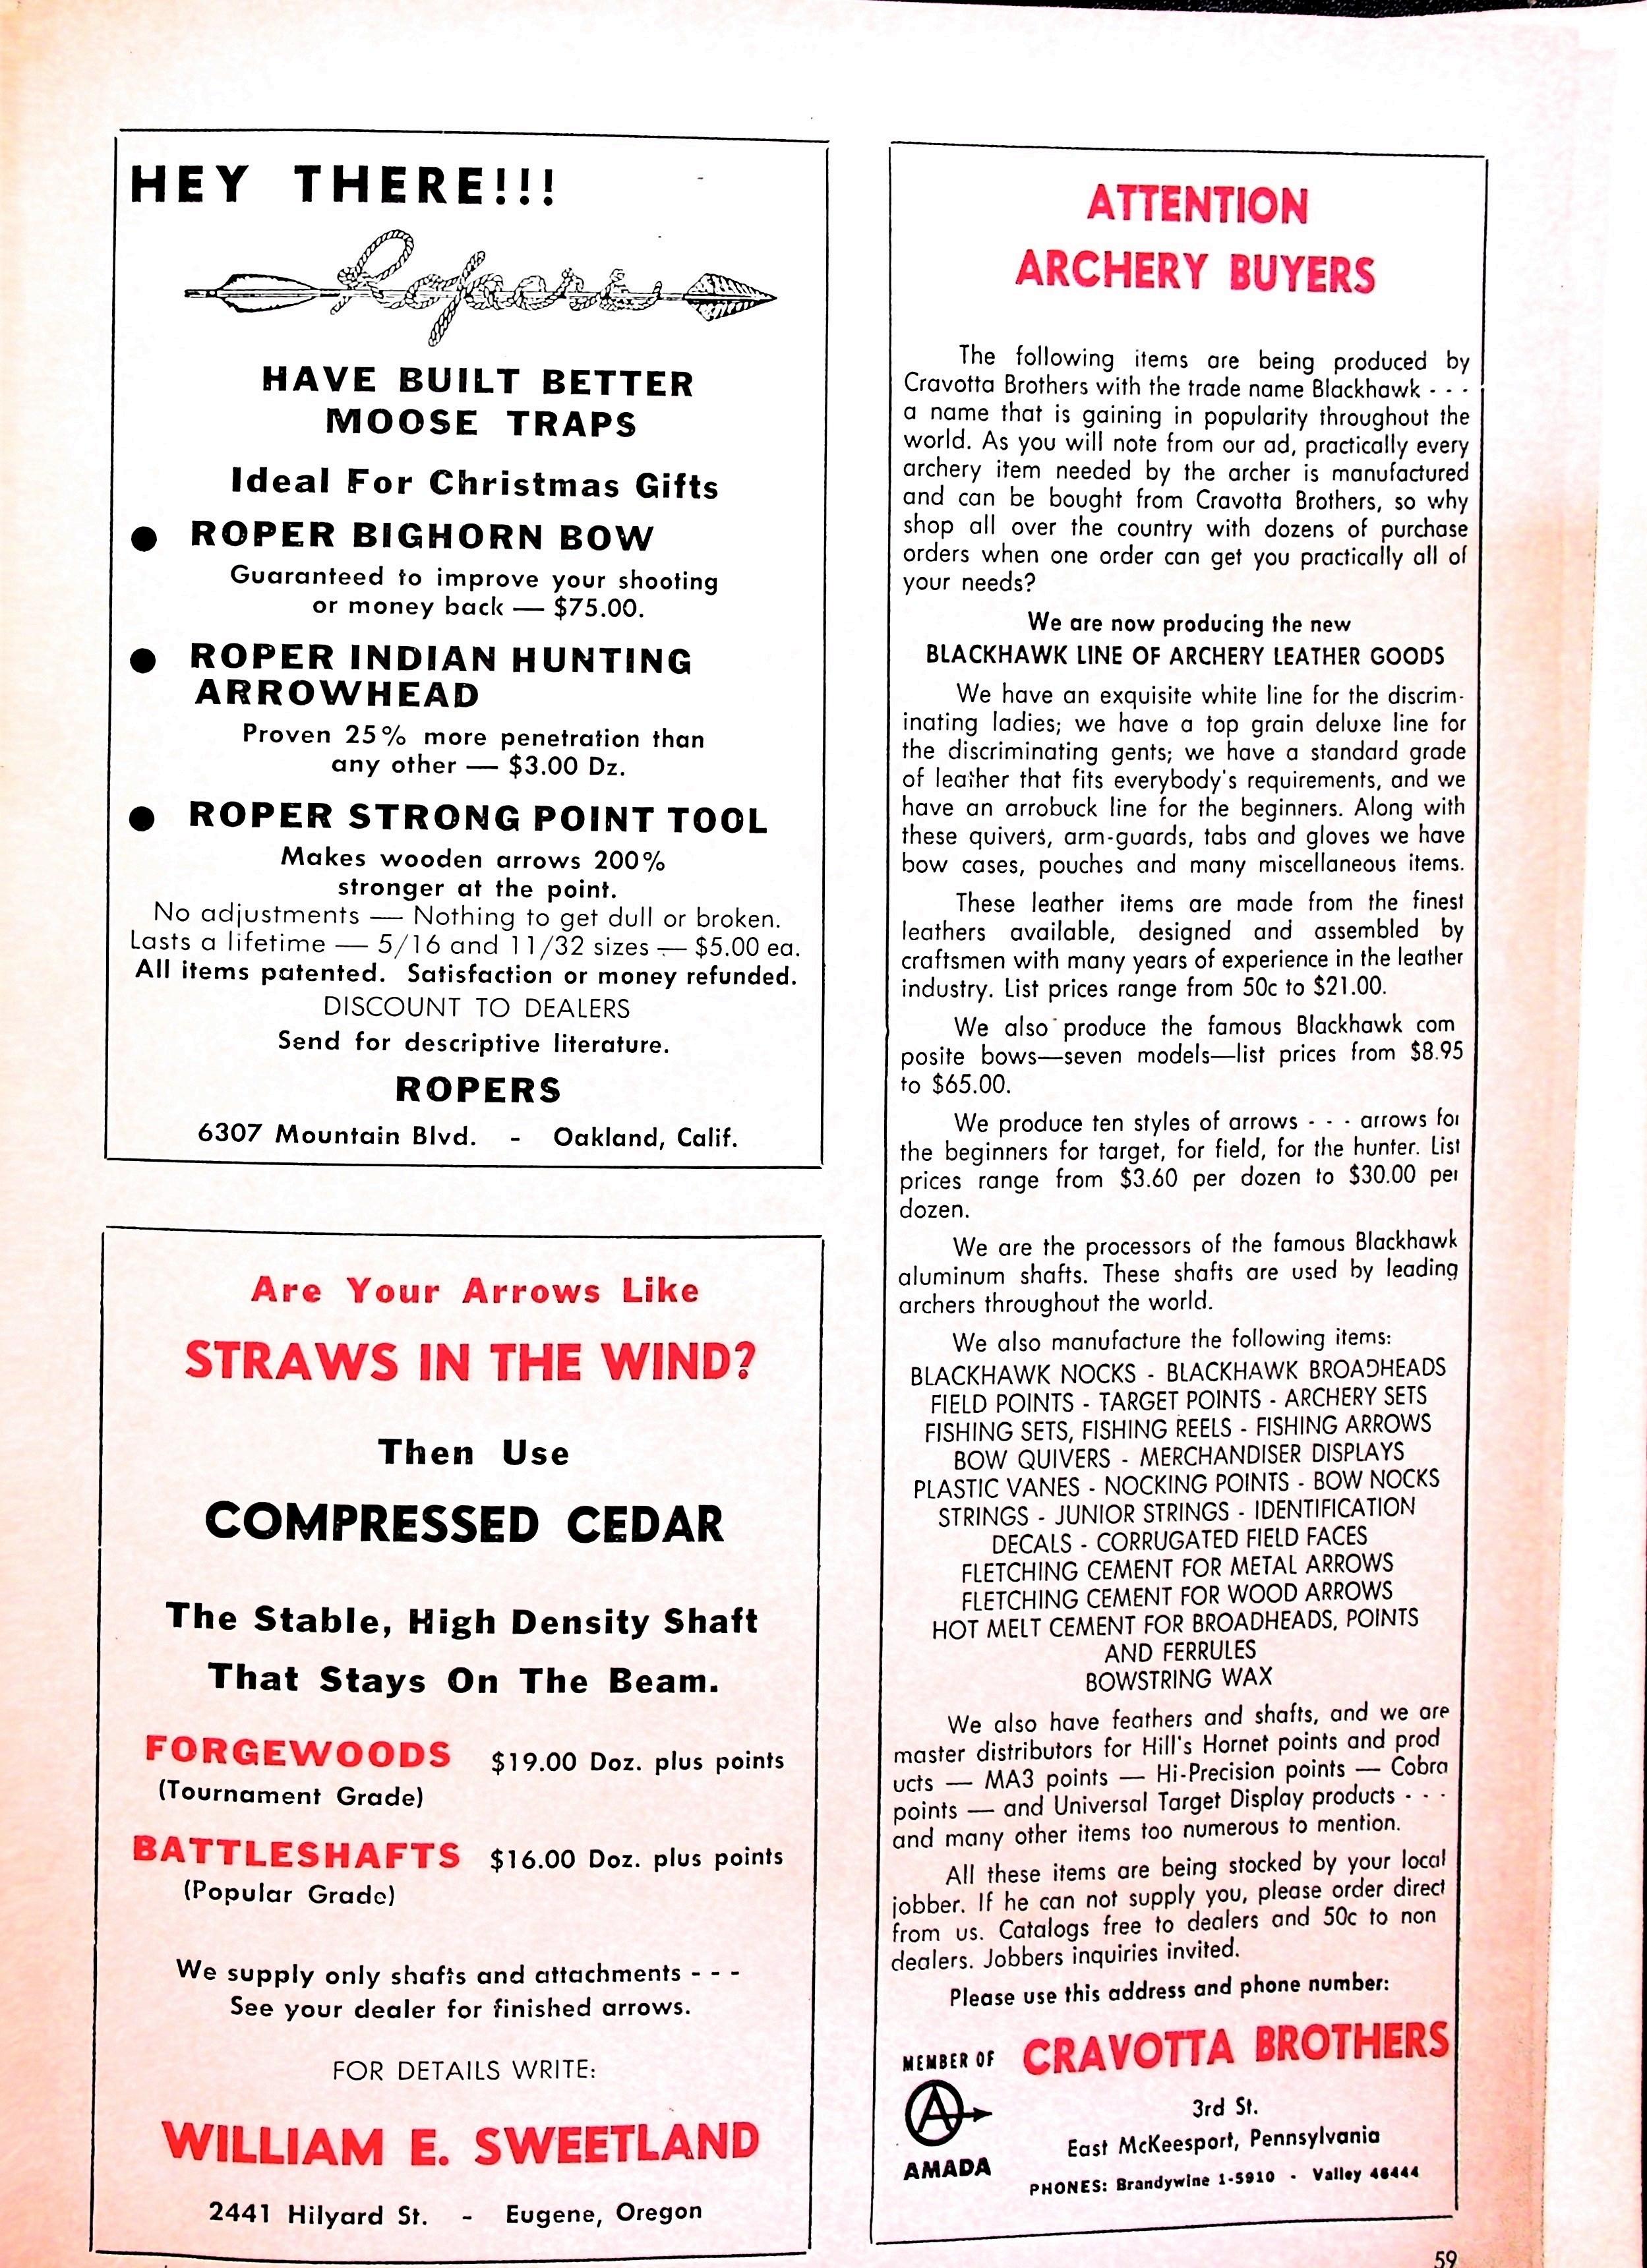 HEY THERE!!!
Ropers
HAVE BUILT BETTER
MOOSE TRAPS
Ideal For Christmas Gifts
● ROPER BIGHORN BOW
Guaranteed to improve your shooting
or money back — $75.00.
● ROPER INDIAN HUNTING
ARROWHEAD
Proven 25% more penetration than
any other — $3.00 Dz.
● ROPER STRONG POINT TOOL
Makes wooden arrows 200%
stronger at the point.
No adjustments — Nothing to get dull or broken.
Lasts a lifetime — 5/16 and 11/32 sizes — $5.00 ea.
All items patented. Satisfaction or money refunded.
DISCOUNT TO DEALERS
Send for descriptive literature.
ROPERS
6307 Mountain Blvd. - Oakland, Calif.
Are Your Arrows Like
STRAWS IN THE WIND?
Then Use
COMPRESSED CEDAR
The Stable, High Density Shaft
That Stays On The Beam.
FORGEWOODS $19.00 Doz. plus points
(Tournament Grade)
BATTLESHAFTS $16.00 Doz. plus points
(Popular Grade)
We supply only shafts and attachments - - -
See your dealer for finished arrows.
FOR DETAILS WRITE:
WILLIAM E. SWEETLAND
2441 Hilyard St. - Eugene, Oregon
ATTENTION
ARCHERY BUYERS
The following items are being produced by
Cravotta Brothers with the trade name Blackhawk - - -
a name that is gaining in popularity throughout the
world. As you will note from our ad, practically every
archery item needed by the archer is manufactured
and can be bought from Cravotta Brothers, so why
shop all over the country with dozens of purchase
orders when one order can get you practically all of
your needs?
We are now producing the new
BLACKHAWK LINE OF ARCHERY LEATHER GOODS
We have an exquisite white line for the discrim-
inating ladies; we have a top grain deluxe line for
the discriminating gents; we have a standard grade
of leather that fits everybody's requirements, and we
have an arrobuck line for the beginners. Along with
these quivers, arm-guards, tabs and gloves we have
bow cases, pouches and many miscellaneous items.
These leather items are made from the finest
leathers available, designed and assembled by
craftsmen with many years of experience in the leather
industry. List prices range from 50c to $21.00.
We also produce the famous Blackhawk com
posite bows—seven models—list prices from $8.95
to $65.00.
We produce ten styles of arrows - - - arrows for
the beginners for target, for field, for the hunter. List
prices range from $3.60 per dozen to $30.00 per
dozen.
We are the processors of the famous Blackhawk
aluminum shafts. These shafts are used by leading
archers throughout the world.
We also manufacture the following items:
BLACKHAWK NOCKS - BLACKHAWK BROADHEADS
FIELD POINTS - TARGET POINTS - ARCHERY SETS
FISHING SETS, FISHING REELS - FISHING ARROWS
BOW QUIVERS - MERCHANDISER DISPLAYS
PLASTIC VANES - NOCKING POINTS - BOW NOCKS
STRINGS - JUNIOR STRINGS - IDENTIFICATION
DECALS - CORRUGATED FIELD FACES
FLETCHING CEMENT FOR METAL ARROWS
FLETCHING CEMENT FOR WOOD ARROWS
HOT MELT CEMENT FOR BROADHEADS, POINTS
AND FERRULES
BOWSTRING WAX
We also have feathers and shafts, and we are
master distributors for Hill's Hornet points and prod
ucts — MA3 points — Hi-Precision points — Cobra
points — and Universal Target Display products - - -
and many other items too numerous to mention.
All these items are being stocked by your local
jobber. If he can not supply you, please order direct
from us. Catalogs free to dealers and 50c to non
dealers. Jobbers inquiries invited.
Please use this address and phone number:
MEMBER OF
A
AMADA
CRAVOTTA BROTHERS
3rd St.
East McKeesport, Pennsylvania
PHONES: Brandywine 1-5910 - Valley 46444
59